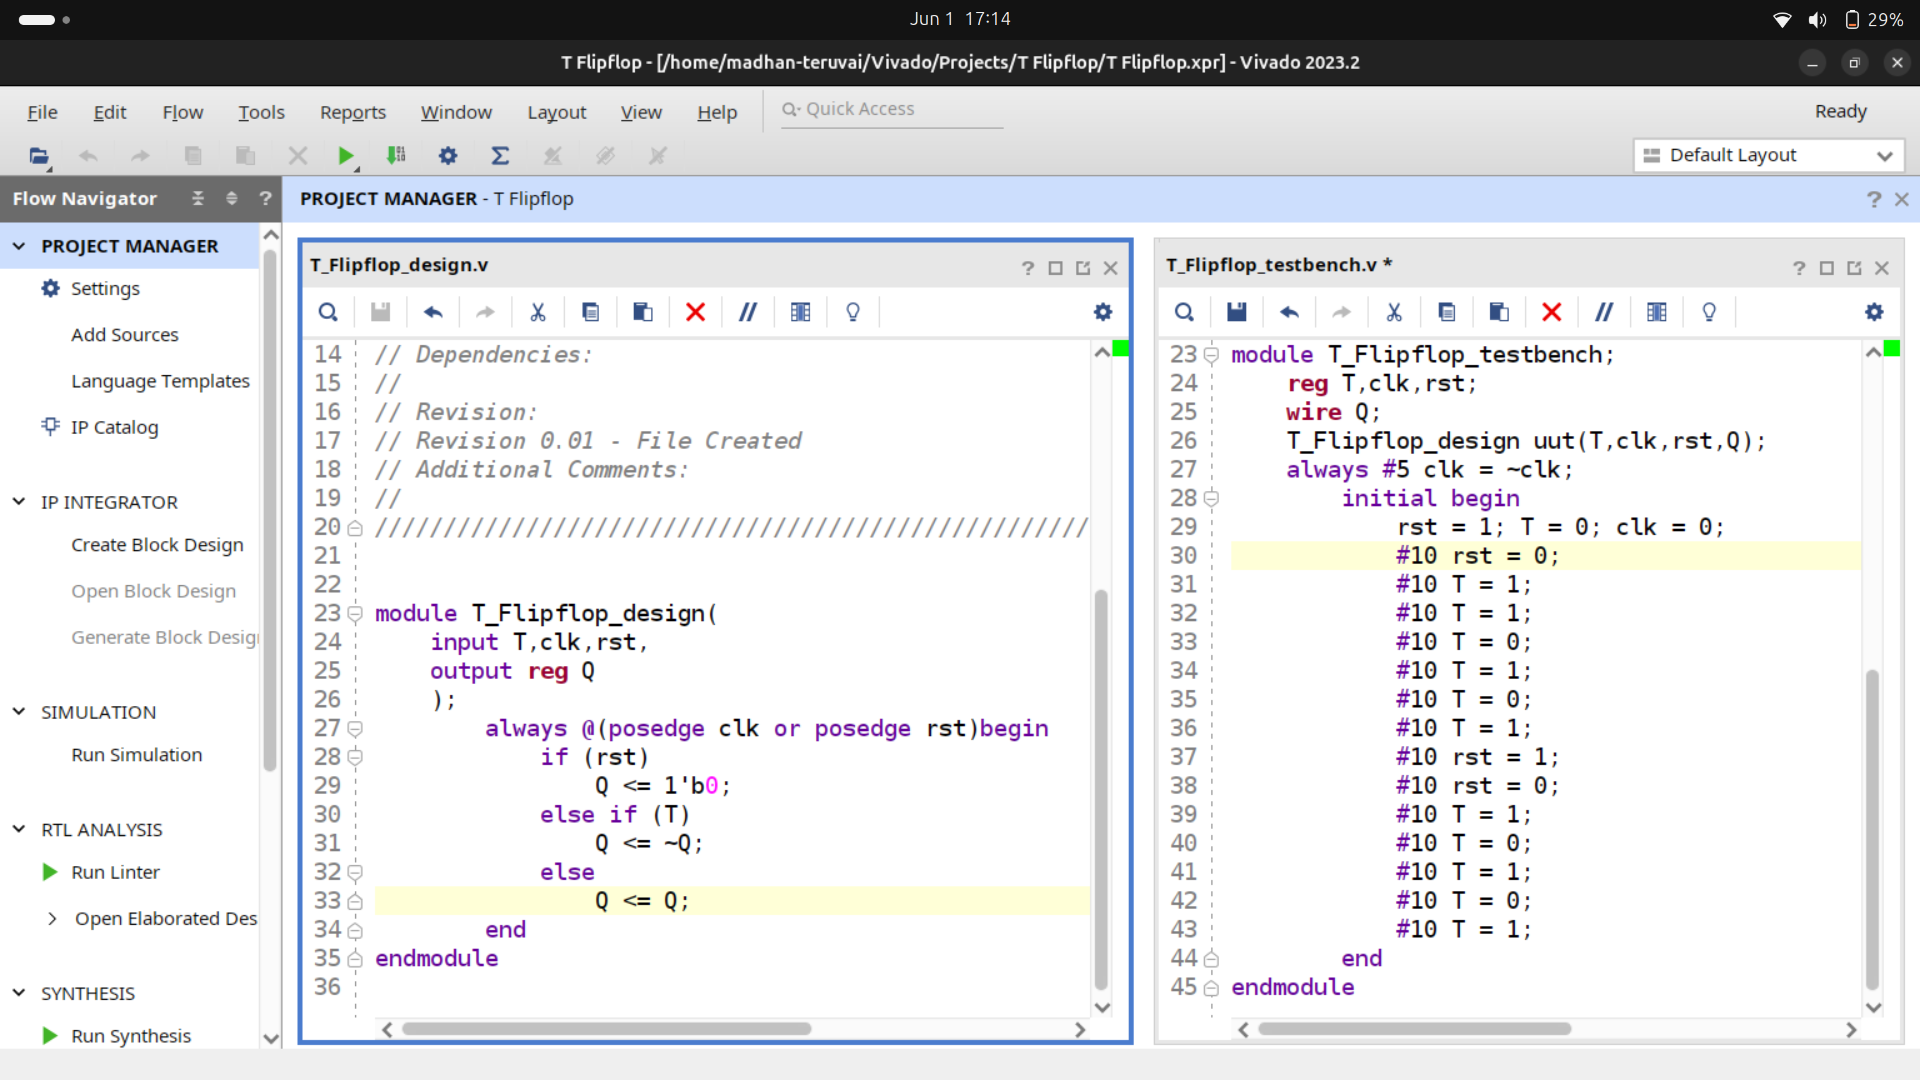 Jun 1 17:14
29%
T Flipflop - [/home/madhan-teruvai/Vivado/Projects/T Flipflop/T Flipflop.xpr] - Vivado 2023.2
File Edit Flow Tools Reports Window Layout View Help Quick Access Ready
Default Layout
Flow Navigator ?
PROJECT MANAGER - T Flipflop ?
PROJECT MANAGER
Settings
Add Sources
Language Templates
IP Catalog
IP INTEGRATOR
Create Block Design
Open Block Design
Generate Block Desig
SIMULATION
Run Simulation
RTL ANALYSIS
Run Linter
Open Elaborated Des
SYNTHESIS
Run Synthesis
T_Flipflop_design.v ?
14 // Dependencies:
15 //
16 // Revision:
17 // Revision 0.01 - File Created
18 // Additional Comments:
19 //
20 ////////////////////////////////////////////////////
21
22
23 module T_Flipflop_design(
24 input T,clk,rst,
25 output reg Q
26 );
27 always @(posedge clk or posedge rst)begin
28 if (rst)
29 Q <= 1'b0;
30 else if (T)
31 Q <= ~Q;
32 else
33 Q <= Q;
34 end
35 endmodule
36
T_Flipflop_testbench.v * ?
23 module T_Flipflop_testbench;
24 reg T,clk,rst;
25 wire Q;
26 T_Flipflop_design uut(T,clk,rst,Q);
27 always #5 clk = ~clk;
28 initial begin
29 rst = 1; T = 0; clk = 0;
30 #10 rst = 0;
31 #10 T = 1;
32 #10 T = 1;
33 #10 T = 0;
34 #10 T = 1;
35 #10 T = 0;
36 #10 T = 1;
37 #10 rst = 1;
38 #10 rst = 0;
39 #10 T = 1;
40 #10 T = 0;
41 #10 T = 1;
42 #10 T = 0;
43 #10 T = 1;
44 end
45 endmodule